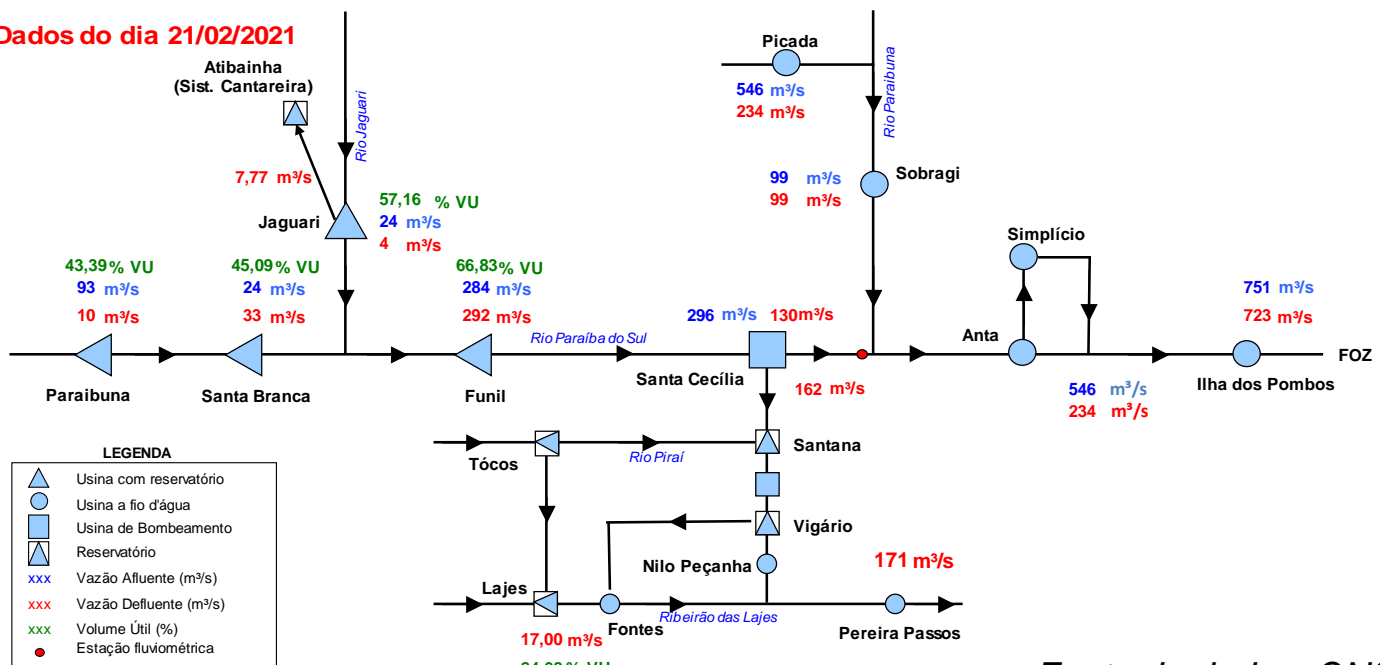 Dados do dia 21/02/2021
Atibainha
(Sist. Cantareira)
Rio Jaguari
7,77 m³/s
Jaguari
57,16 % VU
24 m³/s
4 m³/s
Picada
546 m³/s
234 m³/s
Rio Paraibuna
99 m³/s
99 m³/s
Sobragi
43,39% VU
93 m³/s
10 m³/s
Paraibuna
45,09% VU
24 m³/s
33 m³/s
Santa Branca
66,83% VU
284 m³/s
292 m³/s
Funil
Rio Paraíba do Sul
296 m³/s 130m³/s
Santa Cecília
162 m³/s
Simplício
Anta
546 m³/s
234 m³/s
751 m³/s
723 m³/s
Ilha dos Pombos
FOZ
Tócos
Rio Piraí
Santana
Vigário
Nilo Peçanha
171 m³/s
Lajes
Fontes
Ribeirão das Lajes
Pereira Passos
17,00 m³/s
LEGENDA
Usina com reservatório
Usina a fio d'água
Usina de Bombeamento
Reservatório
xxx Vazão Afluente (m³/s)
xxx Vazão Defluente (m³/s)
xxx Volume Útil (%)
Estação fluviométrica